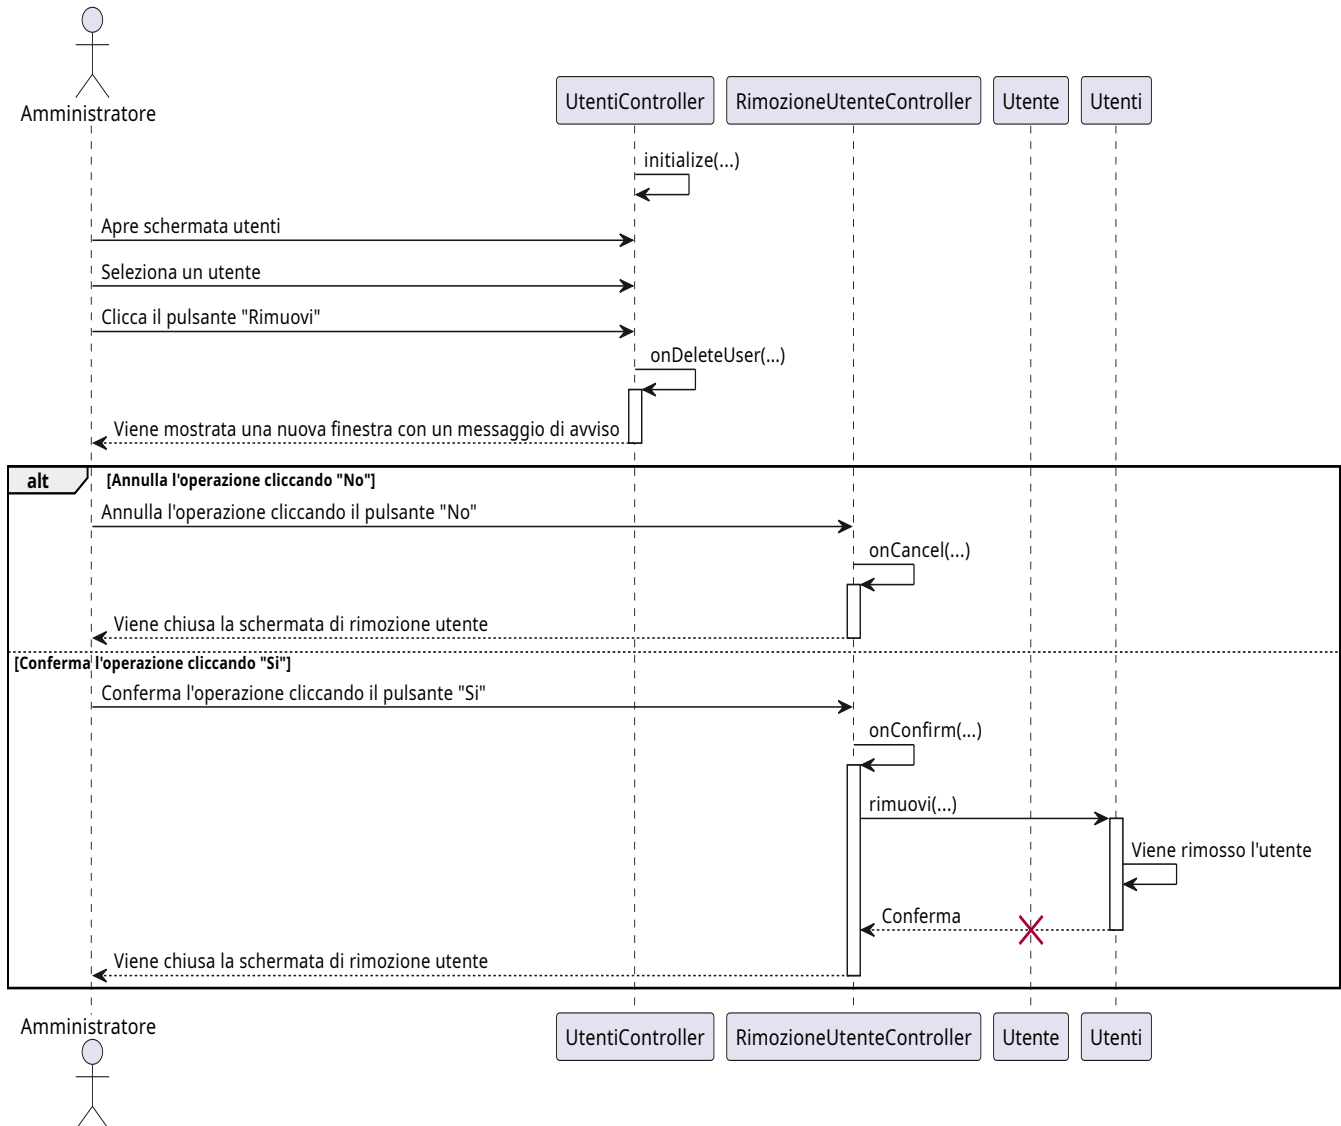 Amministratore
UtentiController
RimozioneUtenteController
Utente
Utenti
initialize(...)
Apre schermata utenti
Seleziona un utente
Clicca il pulsante "Rimuovi"
onDeleteUser(...)
Viene mostrata una nuova finestra con un messaggio di avviso
alt
[Annulla l'operazione cliccando "No"]
Annulla l'operazione cliccando il pulsante "No"
onCancel(...)
Viene chiusa la schermata di rimozione utente
[Conferma l'operazione cliccando "Si"]
Conferma l'operazione cliccando il pulsante "Si"
onConfirm(...)
rimuovi(...)
Viene rimosso l'utente
Conferma
Viene chiusa la schermata di rimozione utente
Amministratore
UtentiController
RimozioneUtenteController
Utente
Utenti